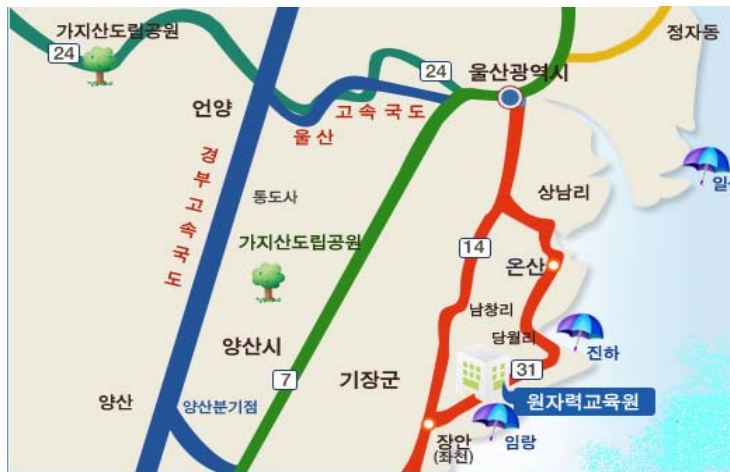 가지산도립공원
24
정자동
24
울산광역시
언양
고속국도
울산
경부고속국도
통도사
상남리
가지산도립공원
14
온산
남창리
당월리
진하
양산시
7
기장군
31
원자력교육원
양산
양산분기점
임랑
장안
(좌천)